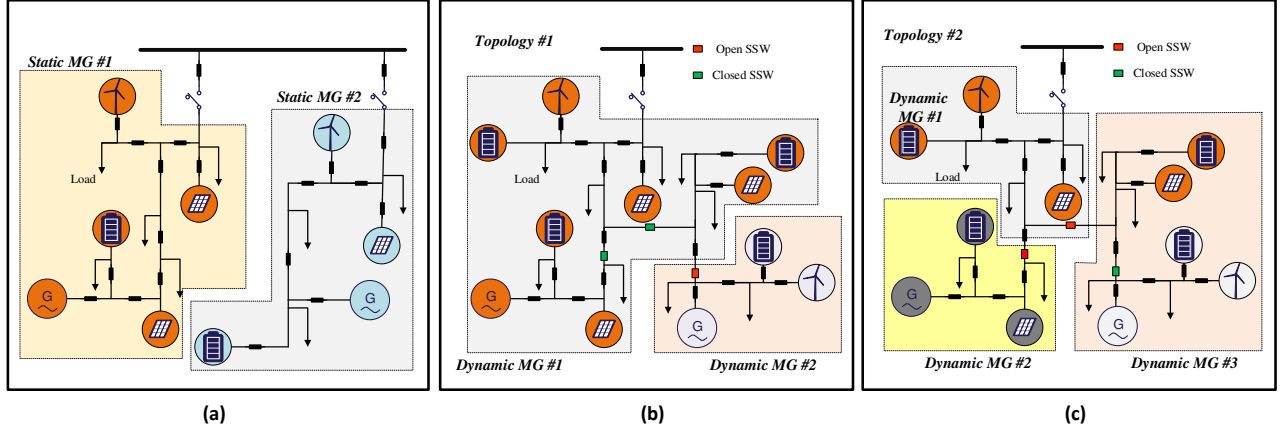 Static MG #1
Static MG #2
Load
G
G
(a)
Topology #1
Open SSW
Closed SSW
Load
G
G
Dynamic MG #1
Dynamic MG #2
(b)
Topology #2
Open SSW
Closed SSW
Dynamic
MG #1
Load
G
G
Dynamic MG #2
Dynamic MG #3
(c)